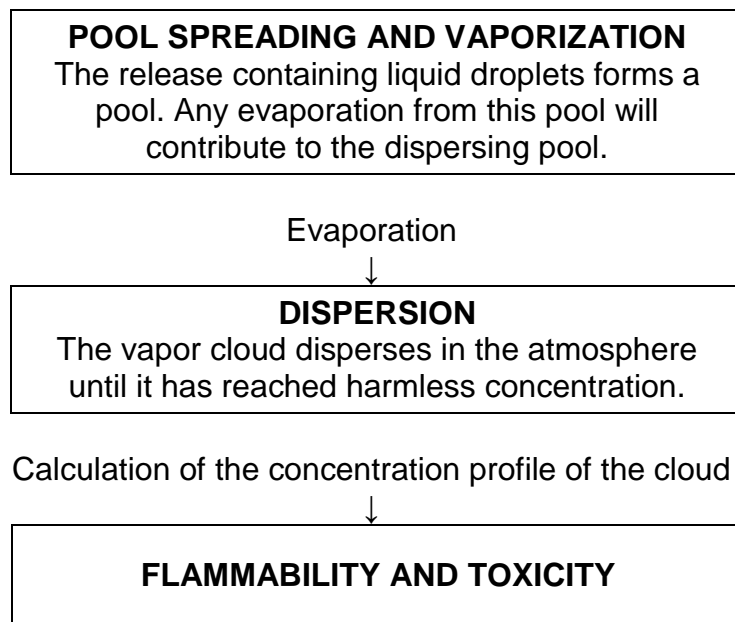 POOL SPREADING AND VAPORIZATION
The release containing liquid droplets forms a
pool. Any evaporation from this pool will
contribute to the dispersing pool.
Evaporation
↓
DISPERSION
The vapor cloud disperses in the atmosphere
until it has reached harmless concentration.
Calculation of the concentration profile of the cloud
↓
FLAMMABILITY AND TOXICITY